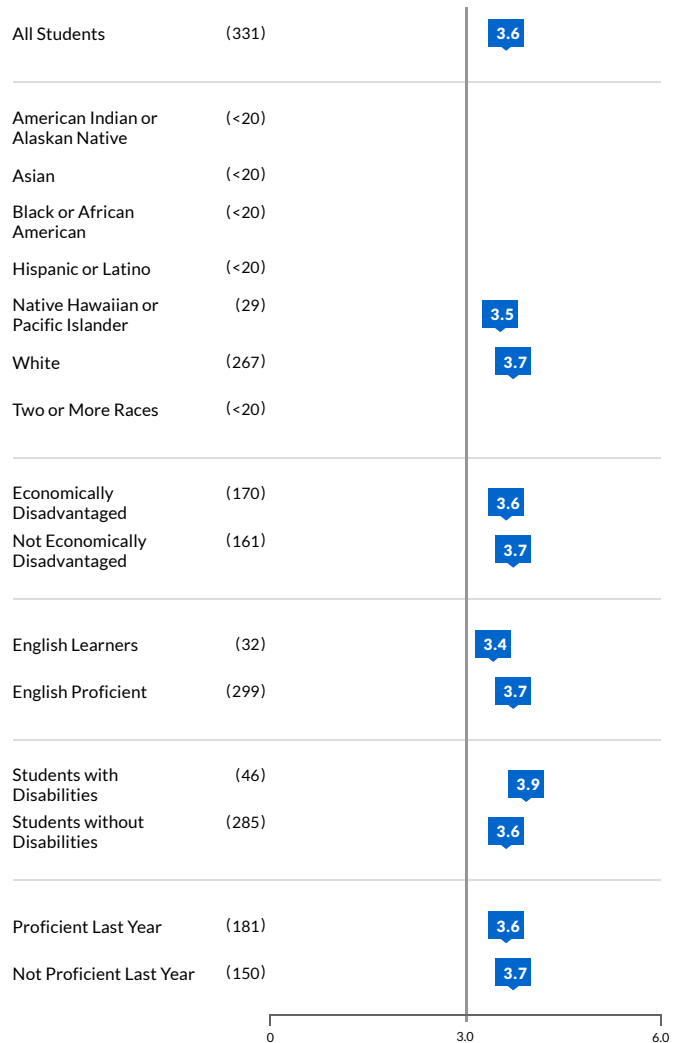 All Students (331) 3.6
American Indian or (<20)
Alaskan Native
Asian (<20)
Black or African (<20)
American
Hispanic or Latino (<20)
Native Hawaiian or (29) 3.5
Pacific Islander
White (267) 3.7
Two or More Races (<20)
Economically (170) 3.6
Disadvantaged
Not Economically (161) 3.7
Disadvantaged
English Learners (32) 3.4
English Proficient (299) 3.7
Students with (46) 3.9
Disabilities
Students without (285) 3.6
Disabilities
Proficient Last Year (181) 3.6
Not Proficient Last Year (150) 3.7
0 3.0 6.0